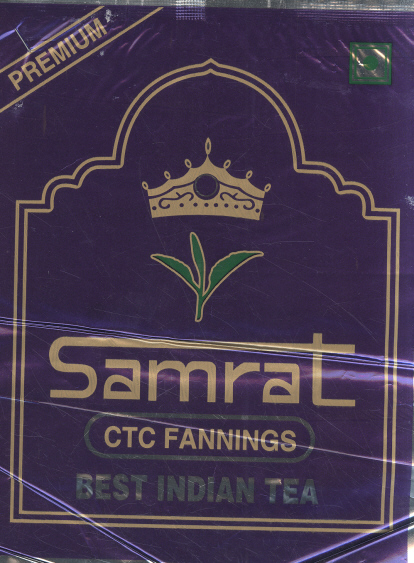 PREMIUM
Samrat
CTC FANNINGS
BEST INDIAN TEA